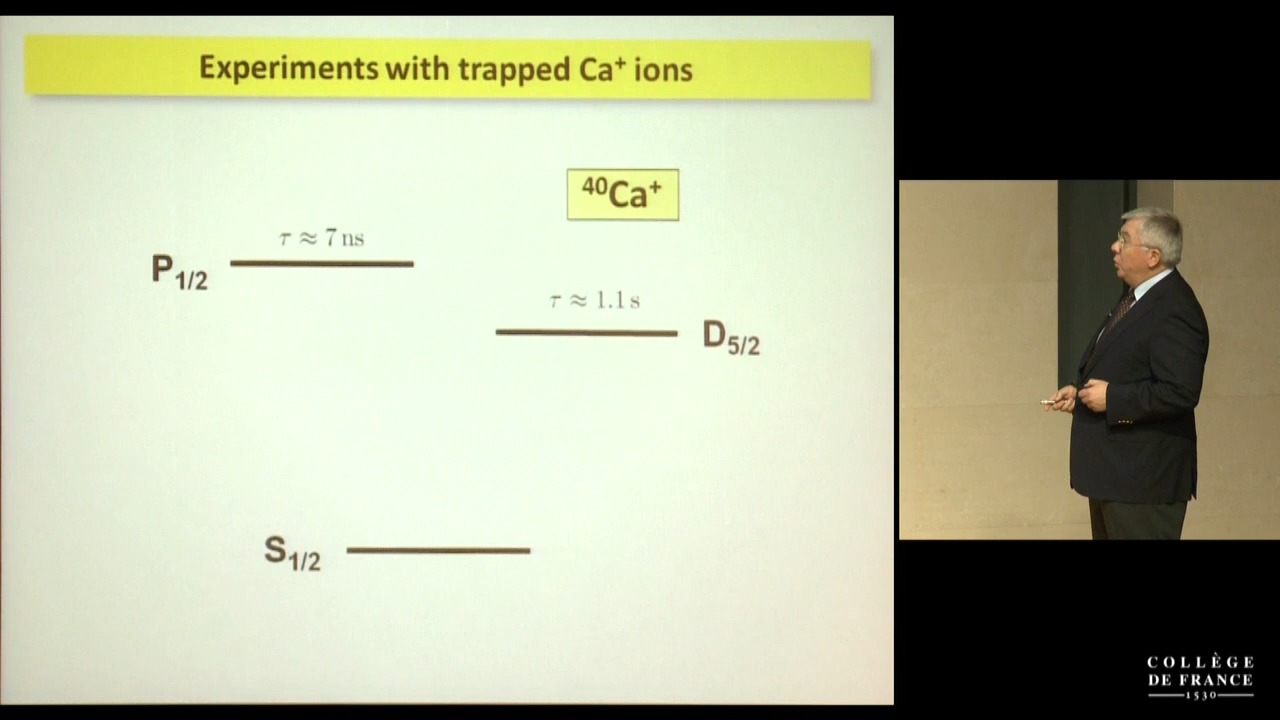 Experiments with trapped Ca⁺ ions
⁴⁰Ca⁺
τ ≈ 7 ns
P₁/₂
τ ≈ 1.1 s
D₅/₂
S₁/₂
COLLÈGE
DE FRANCE
1530